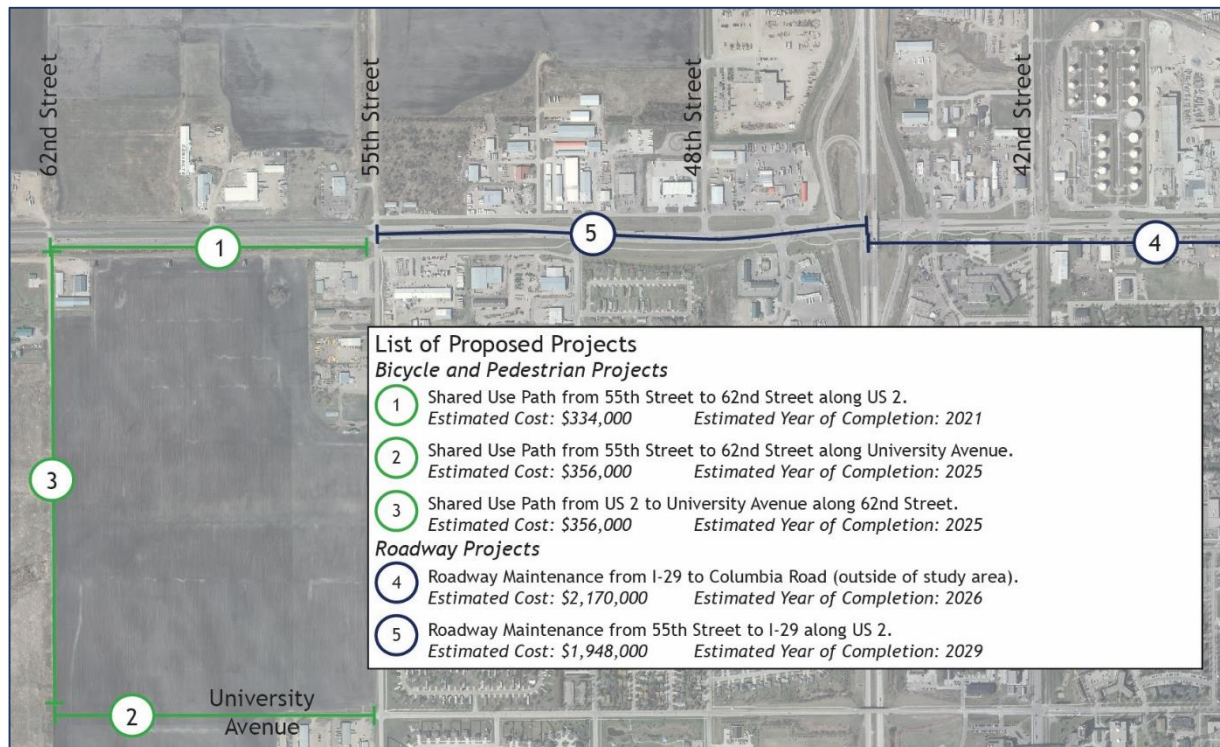 62nd Street
55th Street
48th Street
42nd Street
1
5
4
3
2
University
Avenue
List of Proposed Projects
Bicycle and Pedestrian Projects
1
Shared Use Path from 55th Street to 62nd Street along US 2.
Estimated Cost: $334,000 Estimated Year of Completion: 2021
2
Shared Use Path from 55th Street to 62nd Street along University Avenue.
Estimated Cost: $356,000 Estimated Year of Completion: 2025
3
Shared Use Path from US 2 to University Avenue along 62nd Street.
Estimated Cost: $356,000 Estimated Year of Completion: 2025
Roadway Projects
4
Roadway Maintenance from I-29 to Columbia Road (outside of study area).
Estimated Cost: $2,170,000 Estimated Year of Completion: 2026
5
Roadway Maintenance from 55th Street to I-29 along US 2.
Estimated Cost: $1,948,000 Estimated Year of Completion: 2029